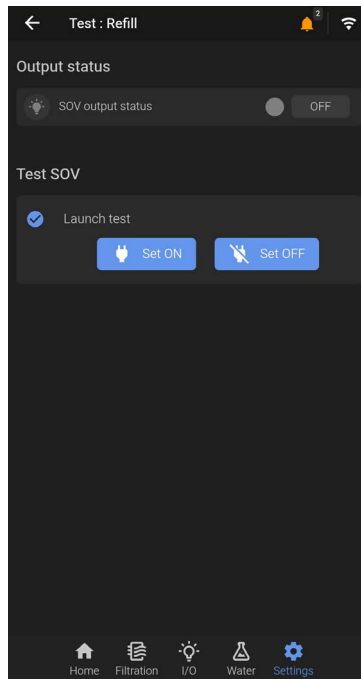 Test : Refill
2
Output status
SOV output status
OFF
Test SOV
Launch test
Set ON
Set OFF
Home Filtration I/O Water Settings